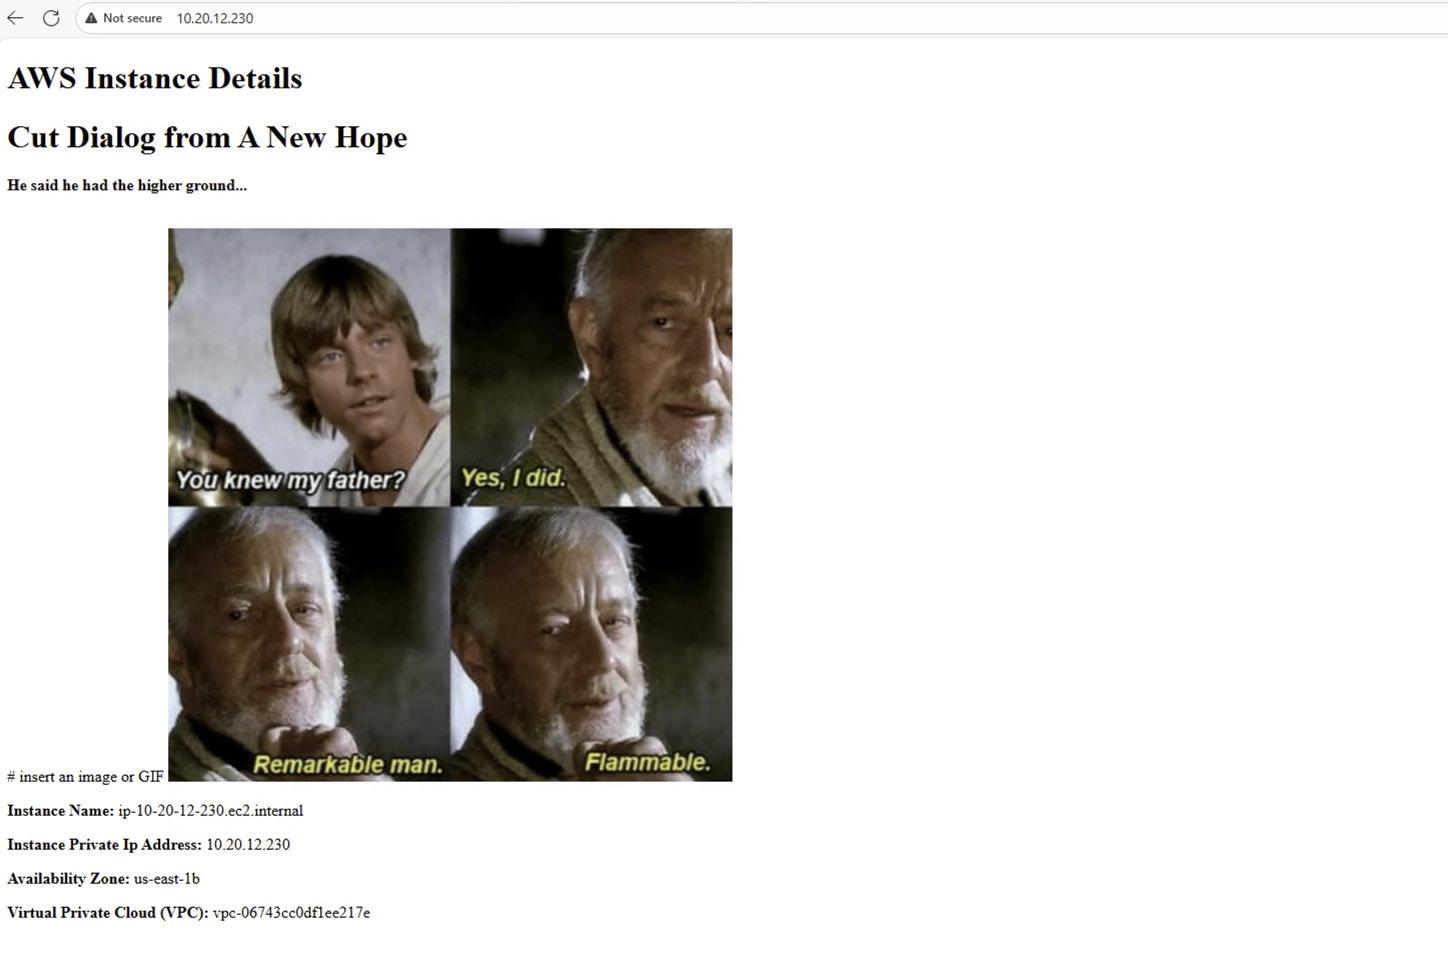 Not secure 10.20.12.230
AWS Instance Details
Cut Dialog from A New Hope
He said he had the higher ground...
You knew my father?
Yes, I did.
Remarkable man.
Flammable.
# insert an image or GIF
Instance Name: ip-10-20-12-230.ec2.internal
Instance Private Ip Address: 10.20.12.230
Availability Zone: us-east-1b
Virtual Private Cloud (VPC): vpc-06743cc0df1ee217e